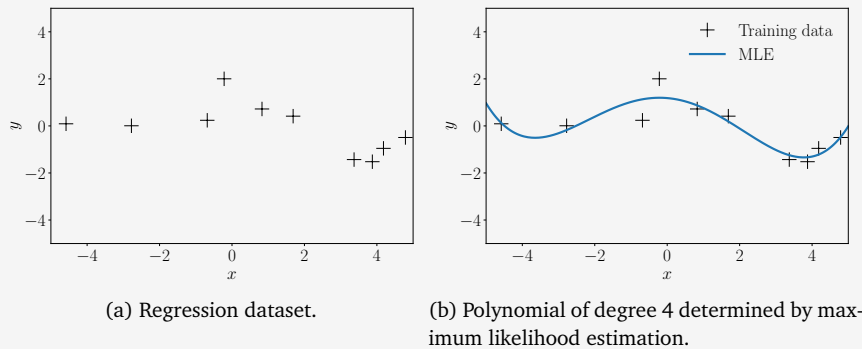 4
2
0
−2
−4
y
−4
−2
0
2
4
x
(a) Regression dataset.
4
2
0
−2
−4
y
Training data
MLE
−4
−2
0
2
4
x
(b) Polynomial of degree 4 determined by max-
imum likelihood estimation.